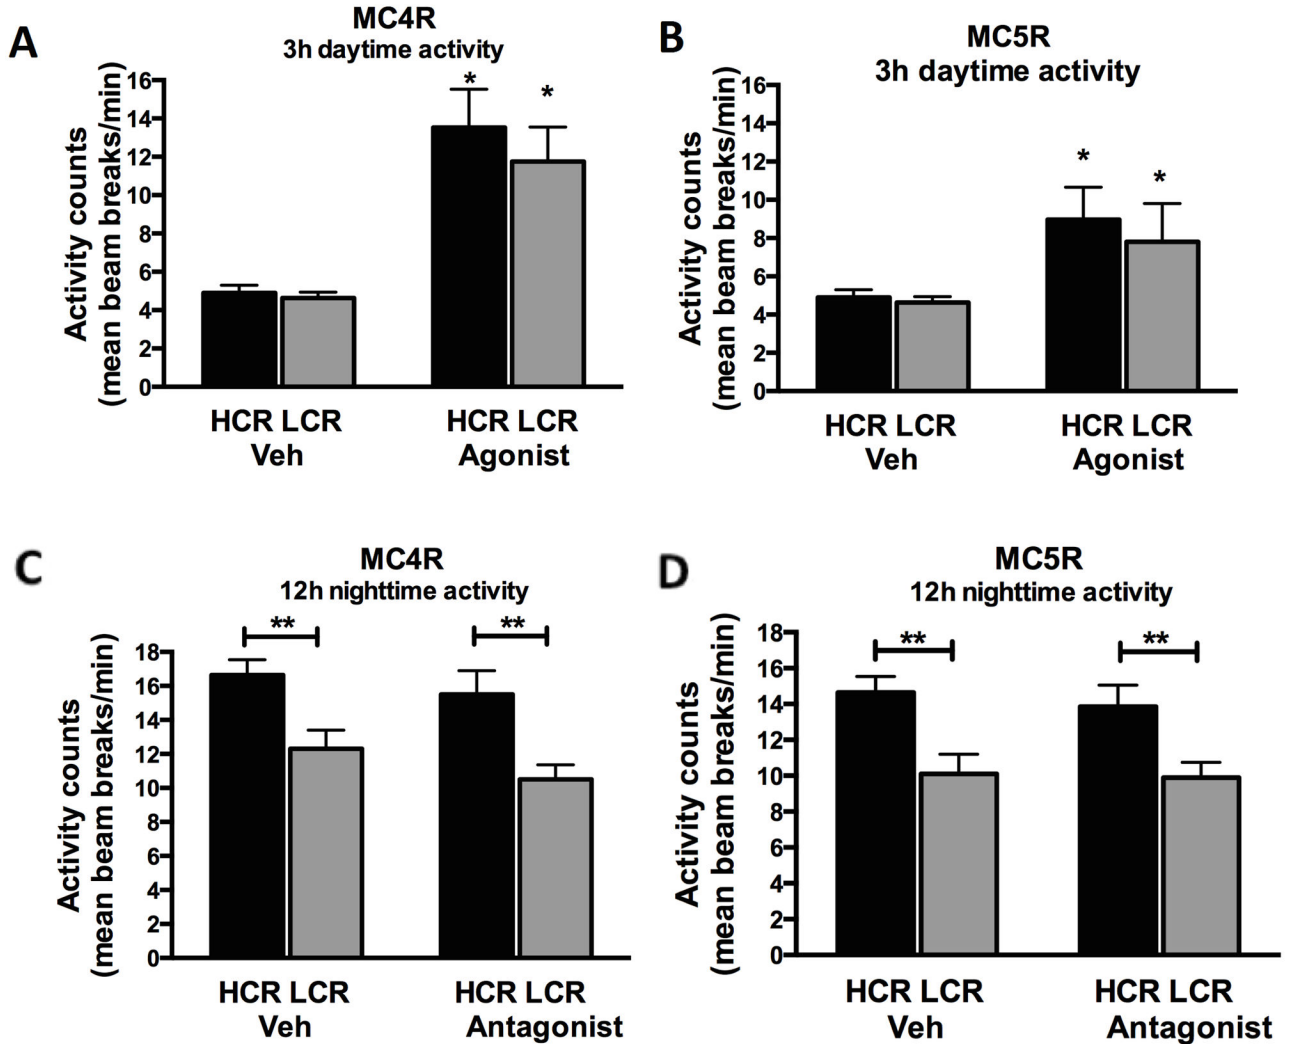 A
MC4R
3h daytime activity
Activity counts
(mean beam breaks/min)
16
14
12
10
8
6
4
2
0
*
*
HCR LCR
Veh
HCR LCR
Agonist
B
MC5R
3h daytime activity
Activity counts
(mean beam breaks/min)
16
14
12
10
8
6
4
2
0
*
*
HCR LCR
Veh
HCR LCR
Agonist
C
MC4R
12h nighttime activity
Activity counts
(mean beam breaks/min)
18
16
14
12
10
8
6
4
2
0
**
**
HCR LCR
Veh
HCR LCR
Antagonist
D
MC5R
12h nighttime activity
Activity counts
(mean beam breaks/min)
18
16
14
12
10
8
6
4
2
0
**
**
HCR LCR
Veh
HCR LCR
Antagonist